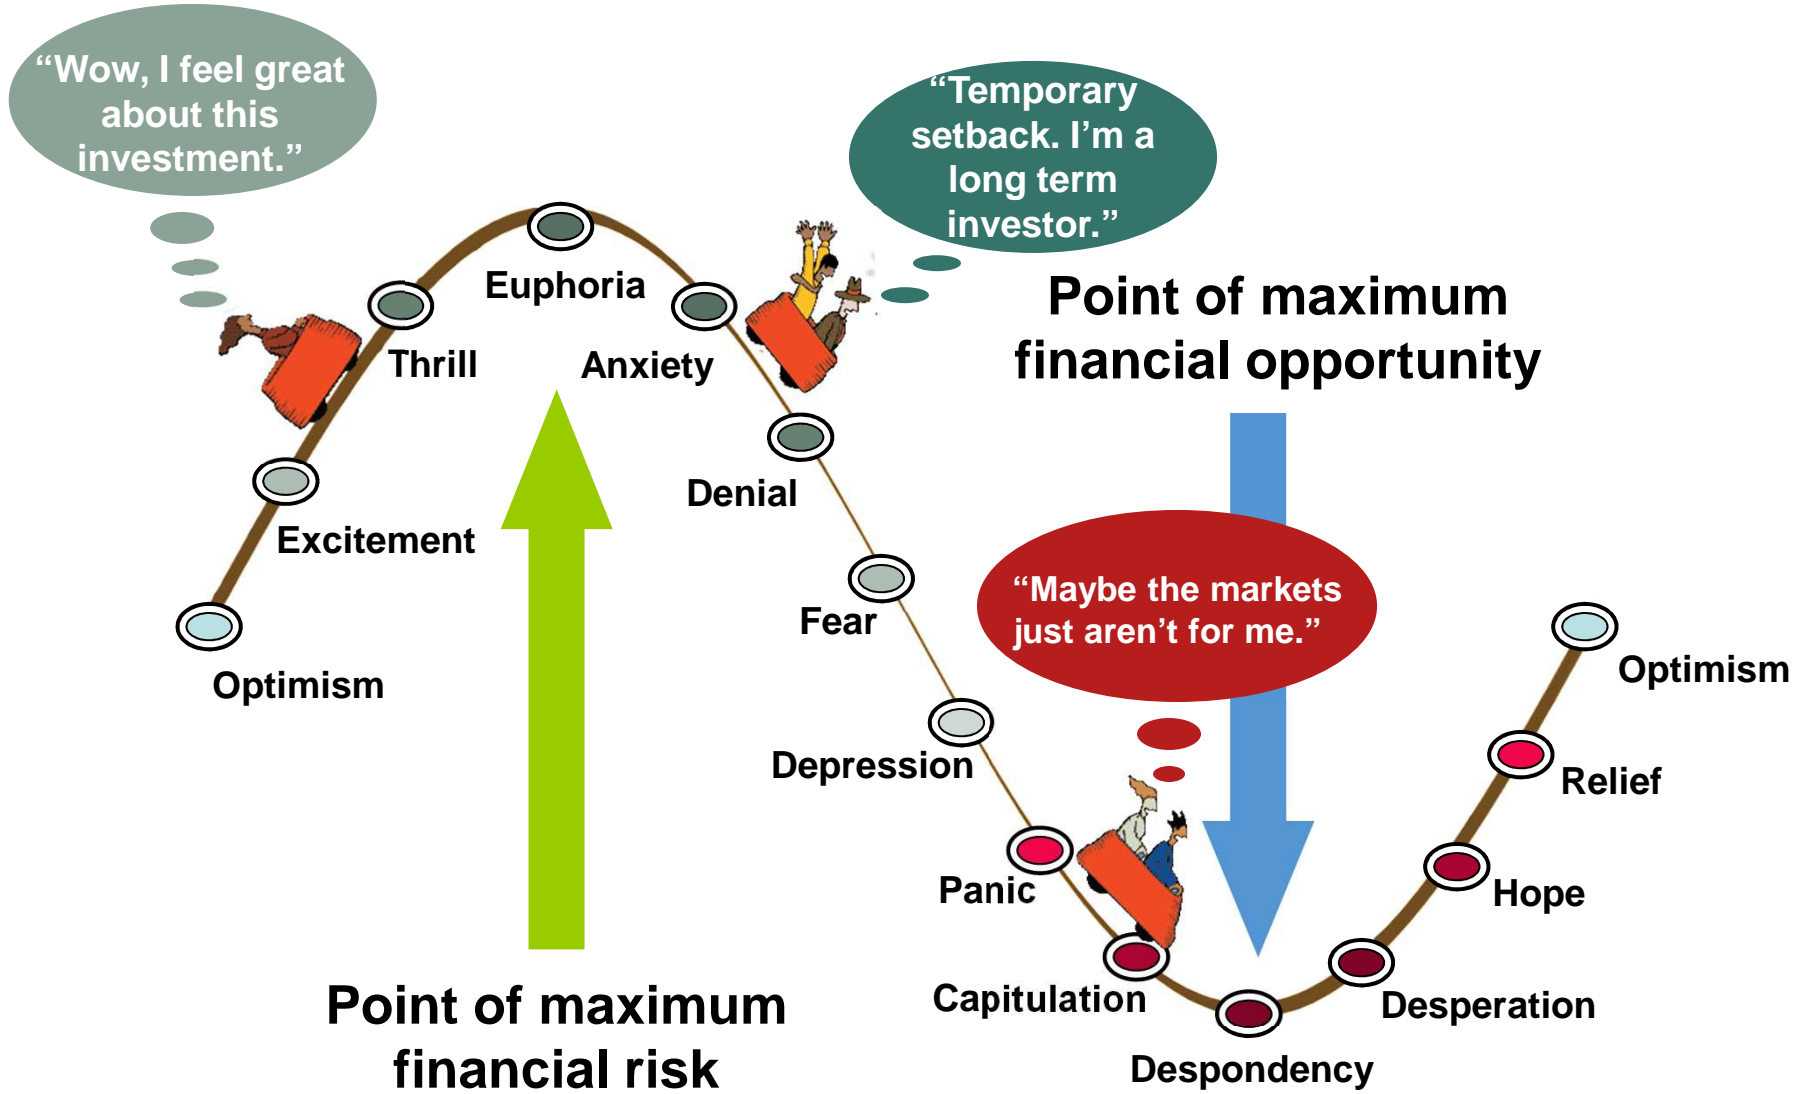 “Wow, I feel great
about this
investment.”
“Temporary
setback. I’m a
long term
investor.”
Euphoria
Thrill
Anxiety
Point of maximum
financial opportunity
Denial
Excitement
“Maybe the markets
just aren’t for me.”
Fear
Optimism
Optimism
Depression
Relief
Panic
Hope
Capitulation
Desperation
Despondency
Point of maximum
financial risk